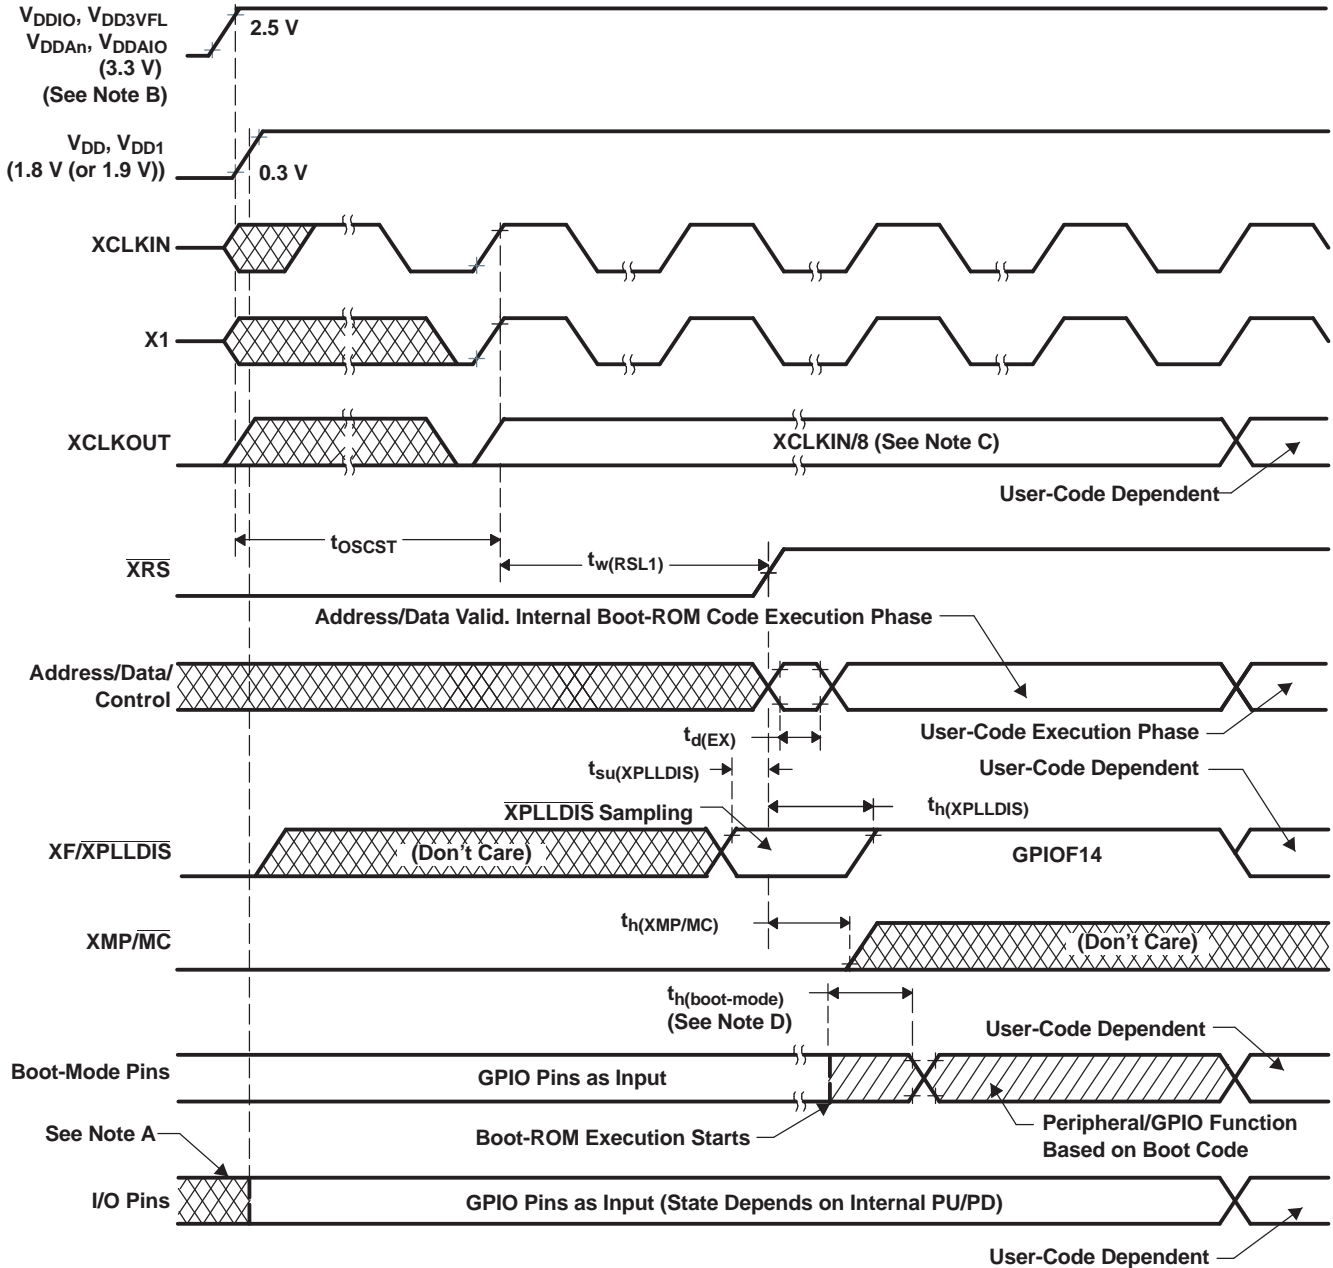 VDDIO, VDD3VFL
VDDAn, VDDAIO
(3.3 V)
(See Note B)
2.5 V
VDD, VDD1
(1.8 V (or 1.9 V))
0.3 V
XCLKIN
X1
XCLKOUT
XCLKIN/8 (See Note C)
User-Code Dependent
tOSCST
XRS
tw(RSL1)
Address/Data Valid. Internal Boot-ROM Code Execution Phase
Address/Data/
Control
td(EX)
User-Code Execution Phase
tsu(XPLLDIS)
User-Code Dependent
XPLLDIS Sampling
th(XPLLDIS)
XF/XPLLDIS
(Don't Care)
GPIOF14
th(XMP/MC)
XMP/MC
(Don't Care)
th(boot-mode)
(See Note D)
User-Code Dependent
Boot-Mode Pins
GPIO Pins as Input
See Note A
Boot-ROM Execution Starts
Peripheral/GPIO Function
Based on Boot Code
I/O Pins
GPIO Pins as Input (State Depends on Internal PU/PD)
User-Code Dependent